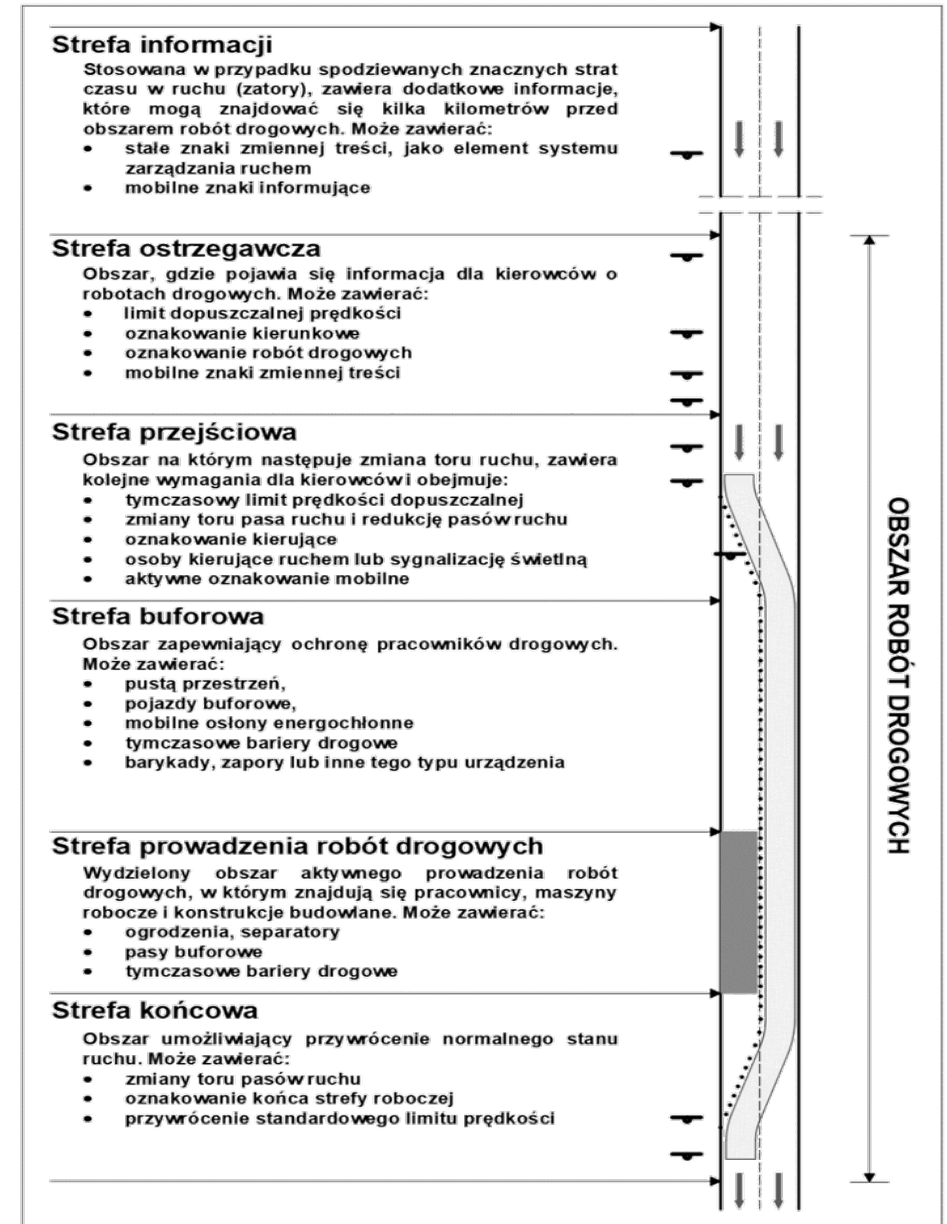 Strefa informacji
Stosowana w przypadku spodziewanych znacznych strat
czasu w ruchu (zatory), zawiera dodatkowe informacje,
które mogą znajdować się kilka kilometrów przed
obszarem robót drogowych. Może zawierać:
• stałe znaki zmiennej treści, jako element systemu
zarządzania ruchem
• mobilne znaki informujące
Strefa ostrzegawcza
Obszar, gdzie pojawia się informacja dla kierowców o
robotach drogowych. Może zawierać:
• limit dopuszczalnej prędkości
• oznakowanie kierunkowe
• oznakowanie robót drogowych
• mobilne znaki zmiennej treści
Strefa przejściowa
Obszar na którym następuje zmiana toru ruchu, zawiera
kolejne wymagania dla kierowców i obejmuje:
• tymczasowy limit prędkości dopuszczalnej
• zmiany toru pasa ruchu i redukcję pasów ruchu
• oznakowanie kierujące
• osoby kierujące ruchem lub sygnalizację świetlną
• aktywne oznakowanie mobilne
Strefa buforowa
Obszar zapewniający ochronę pracowników drogowych.
Może zawierać:
• pustą przestrzeń,
• pojazdy buforowe,
• mobilne osłony energochłonne
• tymczasowe bariery drogowe
• barykady, zapory lub inne tego typu urządzenia
Strefa prowadzenia robót drogowych
Wydzielony obszar aktywnego prowadzenia robót
drogowych, w którym znajdują się pracownicy, maszyny
robocze i konstrukcje budowlane. Może zawierać:
• ogrodzenia, separatory
• pasy buforowe
• tymczasowe bariery drogowe
Strefa końcowa
Obszar umożliwiający przywrócenie normalnego stanu
ruchu. Może zawierać:
• zmiany toru pasów ruchu
• oznakowanie końca strefy roboczej
• przywrócenie standardowego limitu prędkości
OBSZAR ROBÓT DROGOWYCH